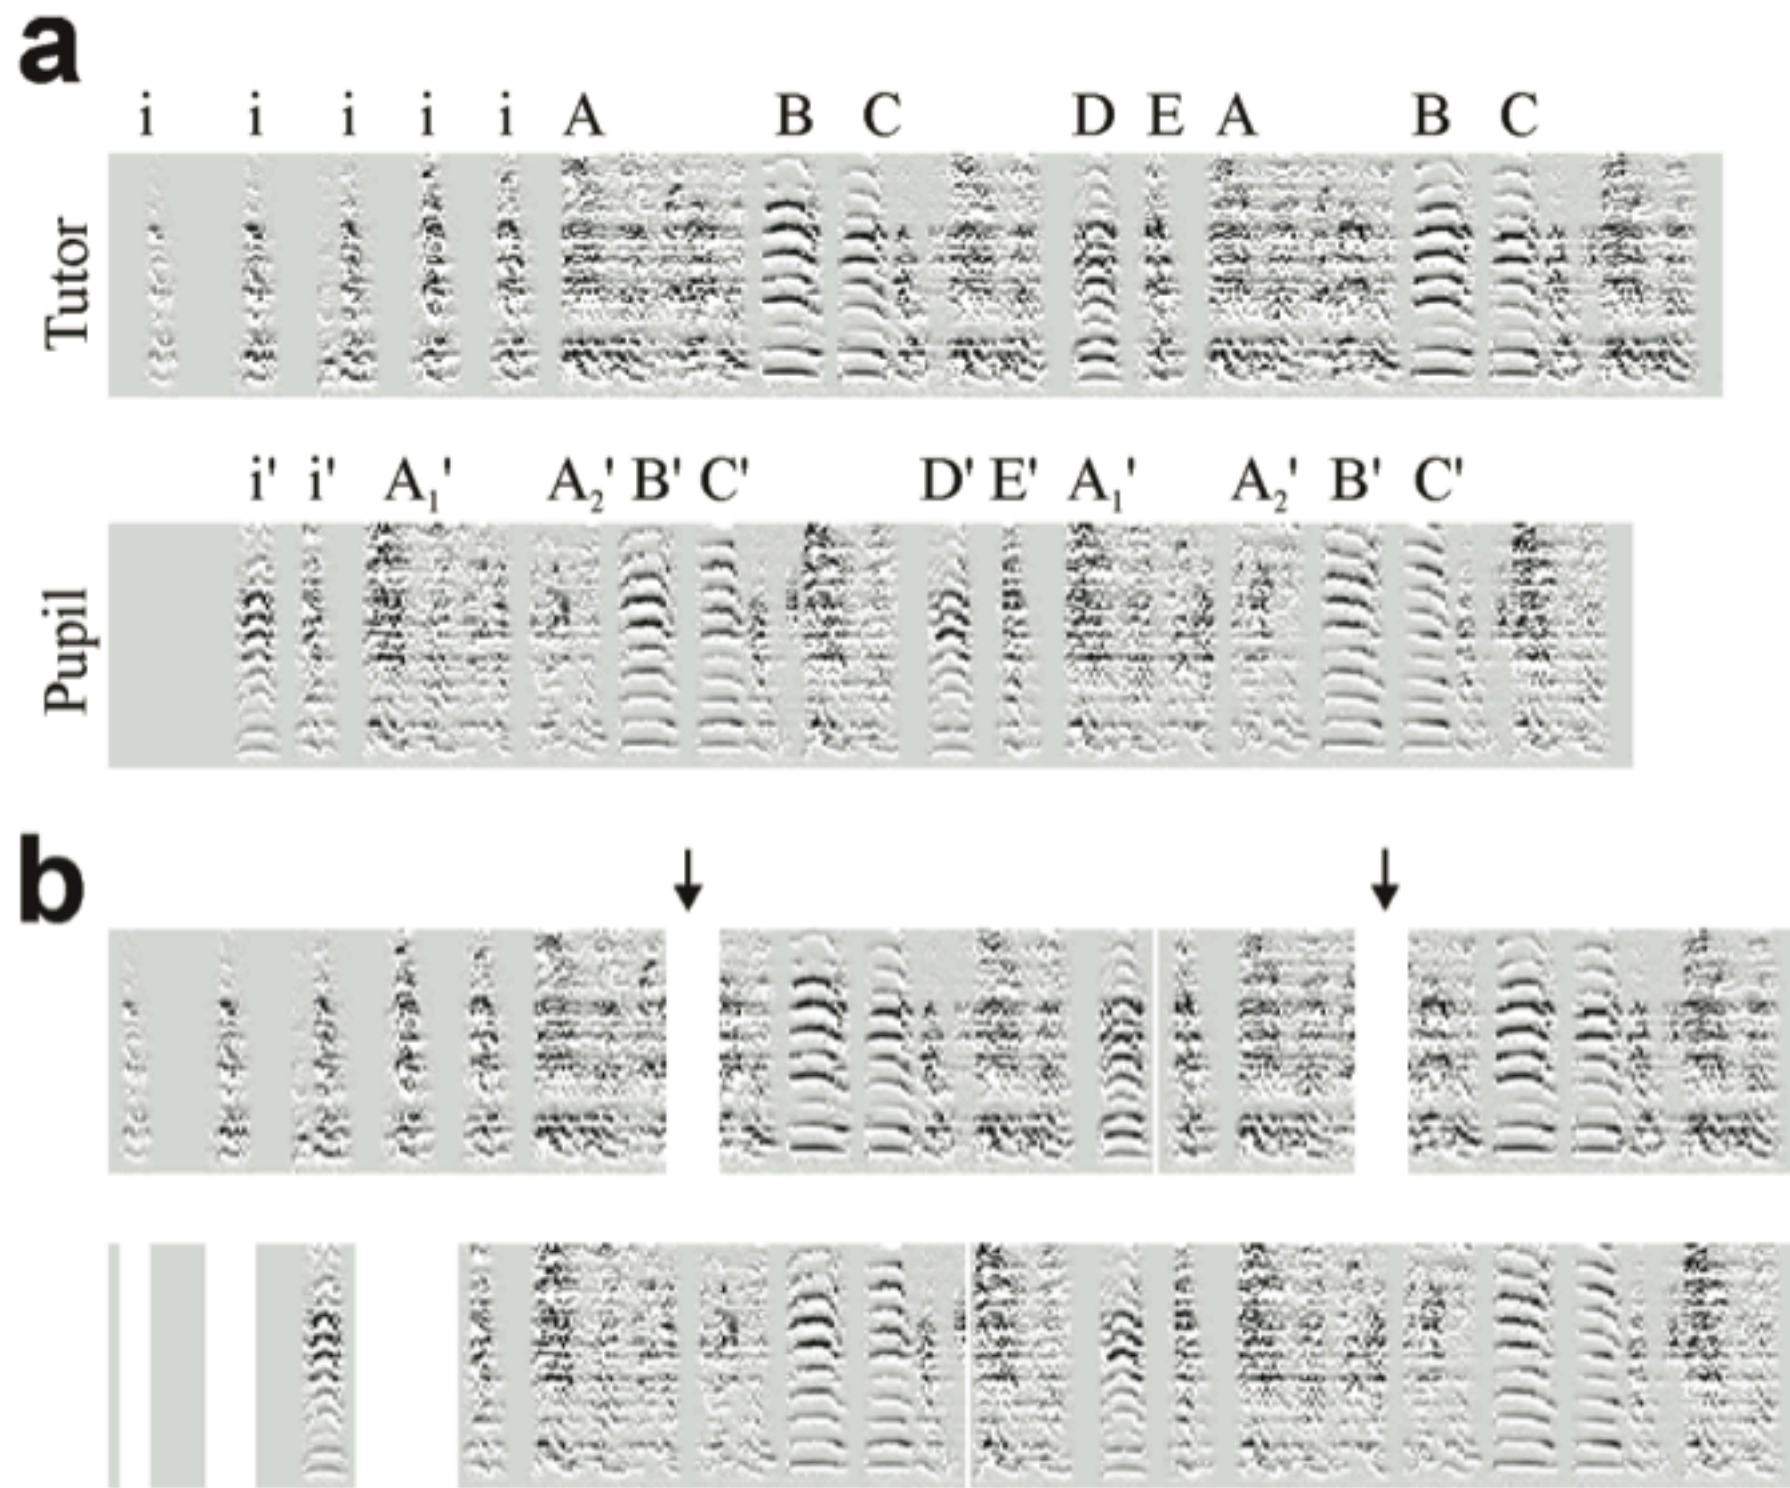 a
i i i i i A B C D E A B C
Tutor
i' i' A₁' A₂' B' C' D' E' A₁' A₂' B' C'
Pupil
b